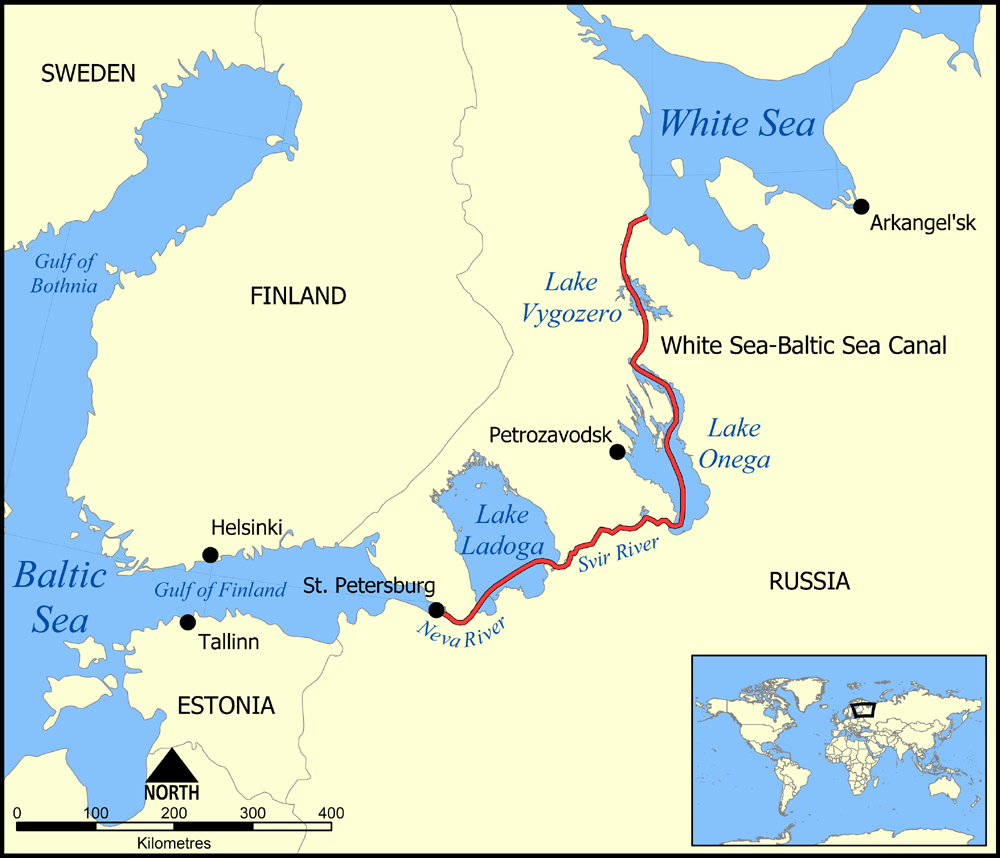 SWEDEN
White Sea
Arkangel'sk
Gulf of
Bothnia
FINLAND
Lake
Vygozero
White Sea-Baltic Sea Canal
Petrozavodsk
Lake
Onega
Lake
Ladoga
Helsinki
Svir River
Baltic
Sea
Gulf of Finland
St. Petersburg
RUSSIA
Neva River
Tallinn
ESTONIA
NORTH
0 100 200 300 400
Kilometres